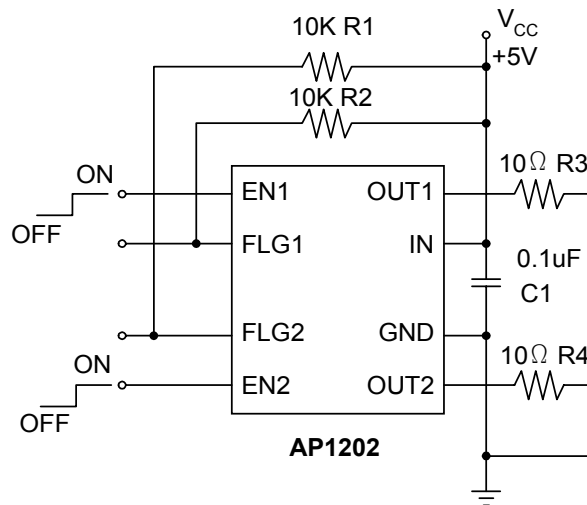 10K R1
V_CC
+5V
10K R2
10Ω R3
ON
EN1
OUT1
OFF
FLG1
IN
0.1uF
C1
FLG2
GND
10Ω R4
ON
EN2
OUT2
OFF
AP1202